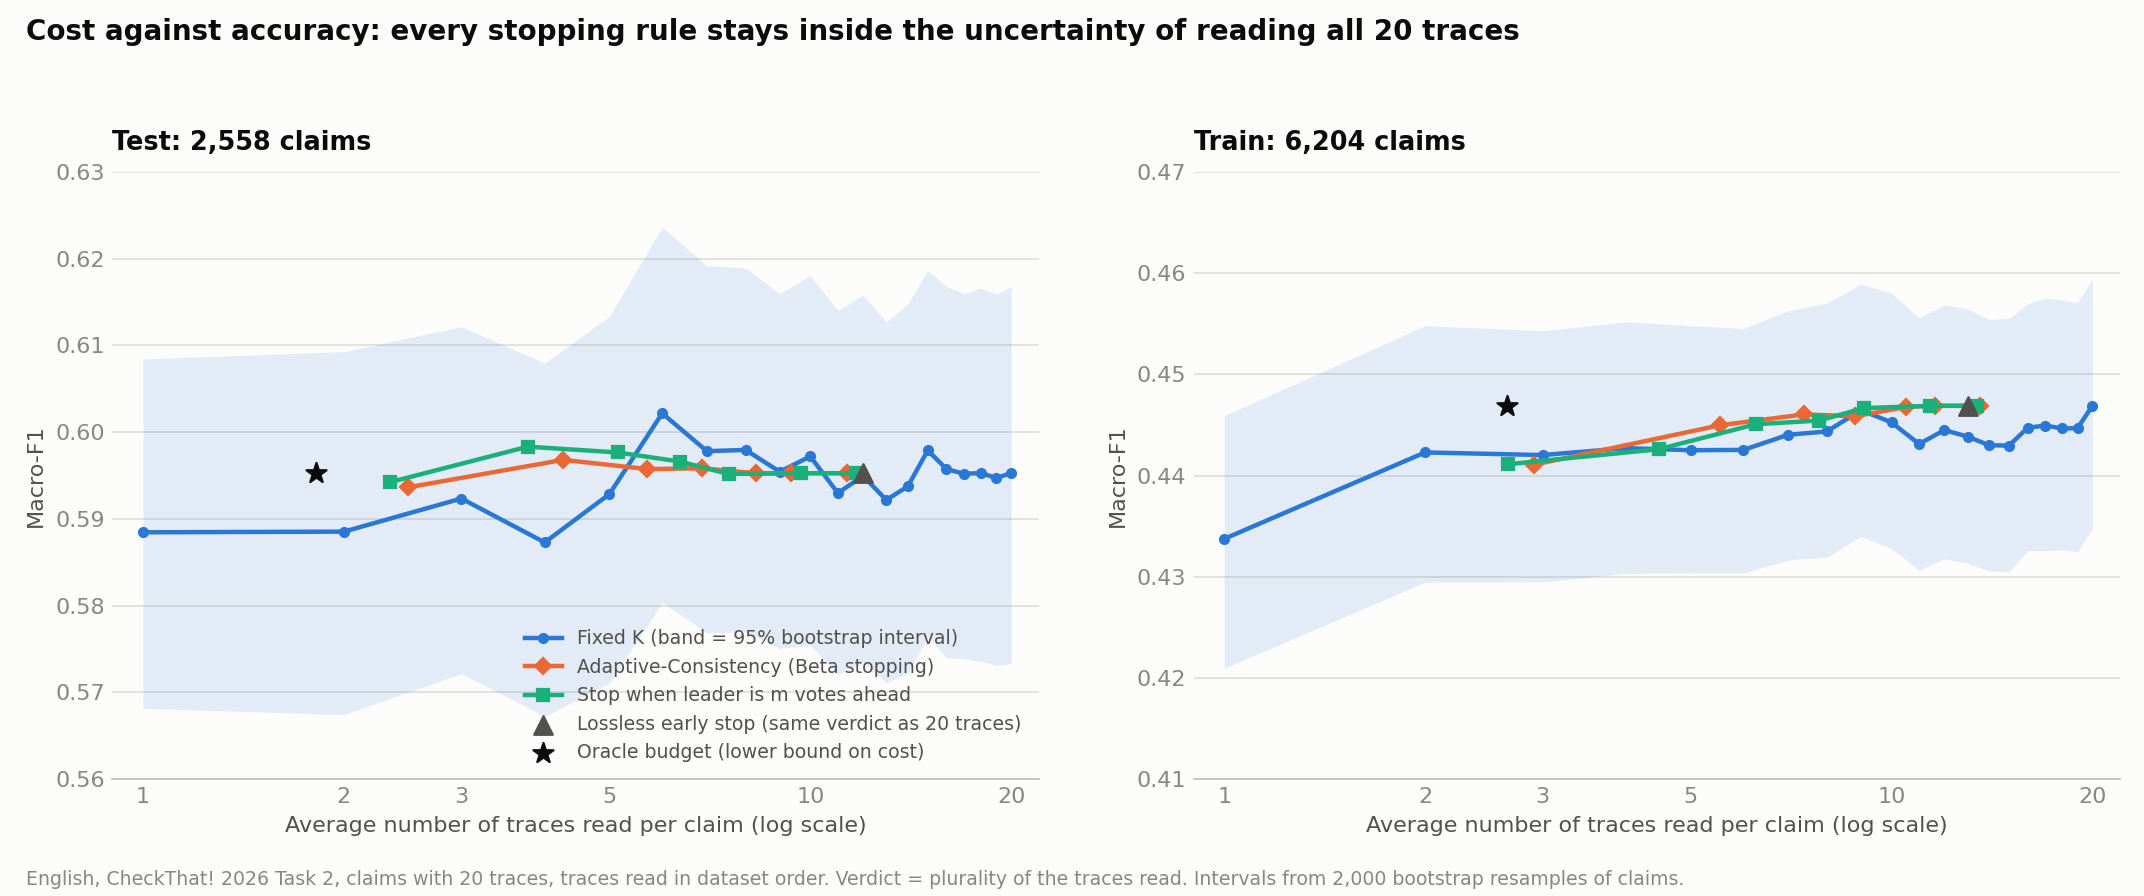 Cost against accuracy: every stopping rule stays inside the uncertainty of reading all 20 traces
Test: 2,558 claims
0.63
0.62
0.61
0.60
0.59
0.58
0.57
0.56
Macro-F1
Fixed K (band = 95% bootstrap interval)
Adaptive-Consistency (Beta stopping)
Stop when leader is m votes ahead
Lossless early stop (same verdict as 20 traces)
Oracle budget (lower bound on cost)
1 2 3 5 10 20
Average number of traces read per claim (log scale)
Train: 6,204 claims
0.47
0.46
0.45
0.44
0.43
0.42
0.41
Macro-F1
1 2 3 5 10 20
Average number of traces read per claim (log scale)
English, CheckThat! 2026 Task 2, claims with 20 traces, traces read in dataset order. Verdict = plurality of the traces read. Intervals from 2,000 bootstrap resamples of claims.